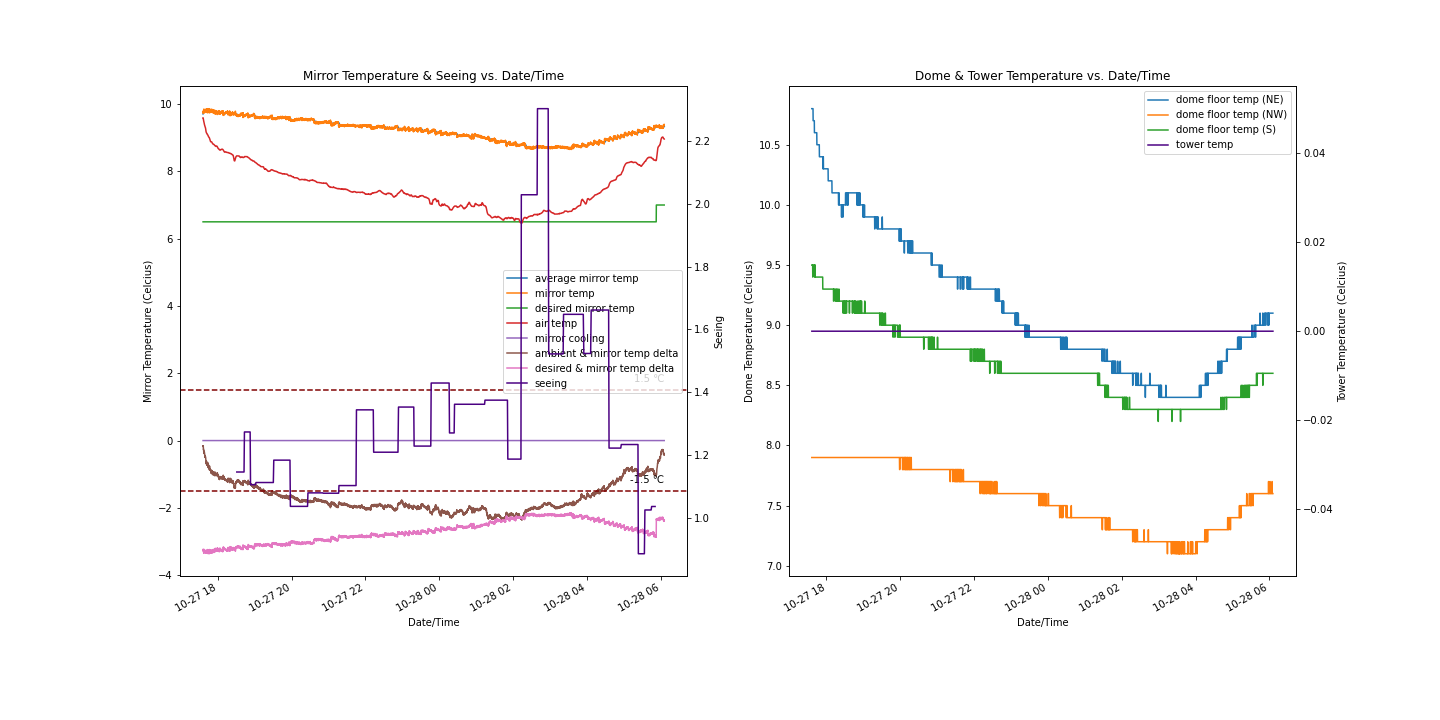 Mirror Temperature & Seeing vs. Date/Time
10
8
6
4
2
0
−2
−4
Mirror Temperature (Celcius)
2.2
2.0
1.8
1.6
1.4
1.2
1.0
Seeing
average mirror temp
mirror temp
desired mirror temp
air temp
mirror cooling
ambient & mirror temp delta
desired & mirror temp delta
seeing
1.5 °C
-1.5 °C
10-27 18
10-27 20
10-27 22
10-28 00
10-28 02
10-28 04
10-28 06
Date/Time
Dome & Tower Temperature vs. Date/Time
10.5
10.0
9.5
9.0
8.5
8.0
7.5
7.0
Dome Temperature (Celcius)
dome floor temp (NE)
dome floor temp (NW)
dome floor temp (S)
tower temp
0.04
0.02
0.00
−0.02
−0.04
Tower Temperature (Celcius)
10-27 18
10-27 20
10-27 22
10-28 00
10-28 02
10-28 04
10-28 06
Date/Time